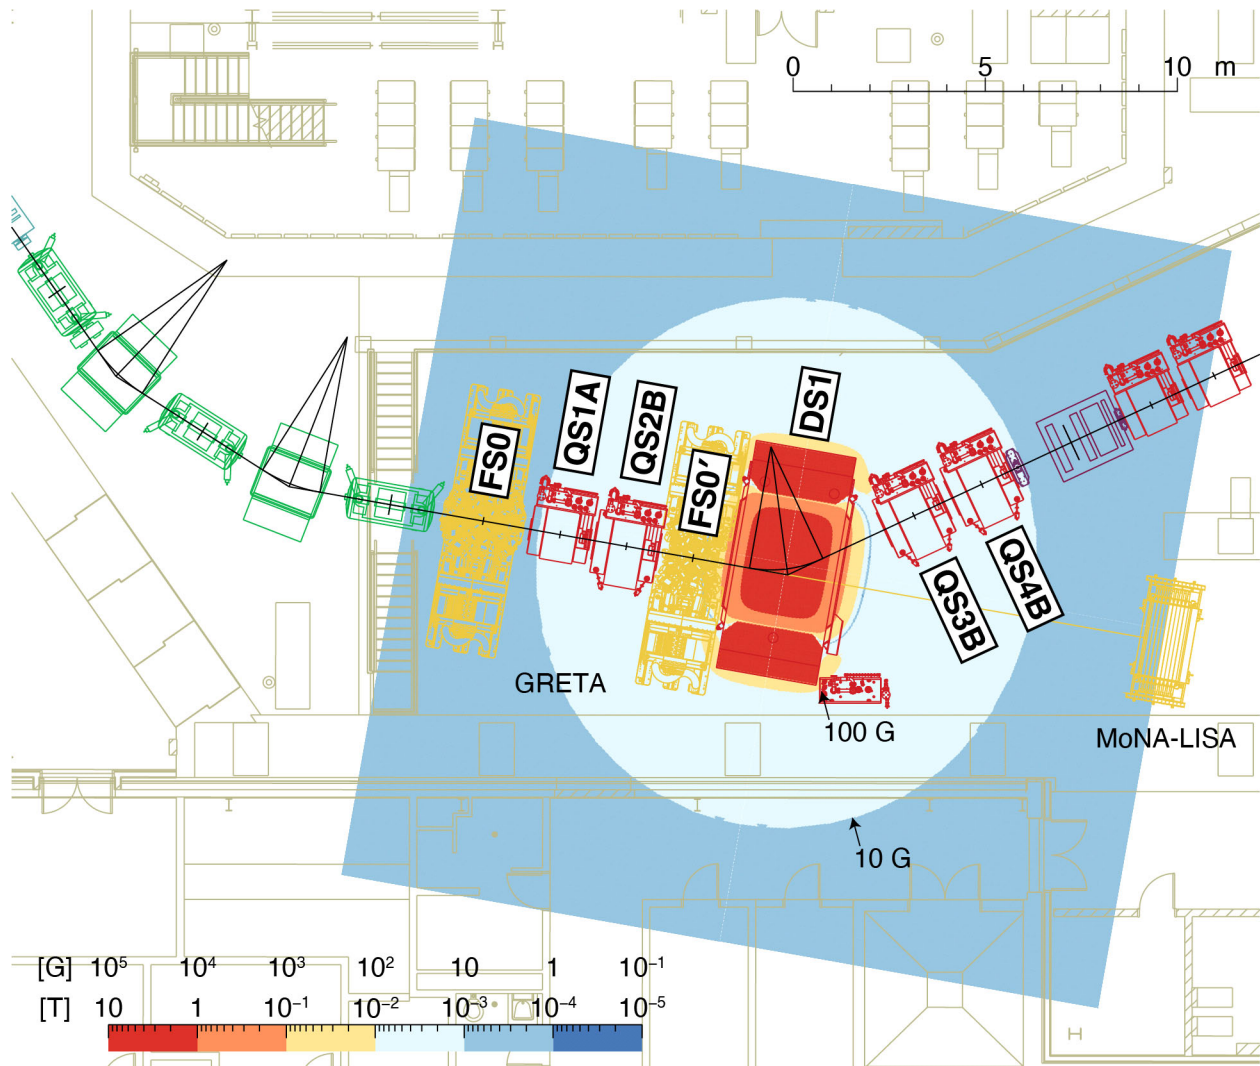 0 5 10 m
DS1
QS1A
QS2B
FS0
FS0′
QS4B
QS3B
GRETA
100 G
MoNA-LISA
10 G
[G] 10⁵ 10⁴ 10³ 10² 10 1 10⁻¹
[T] 10 1 10⁻¹ 10⁻² 10⁻³ 10⁻⁴ 10⁻⁵